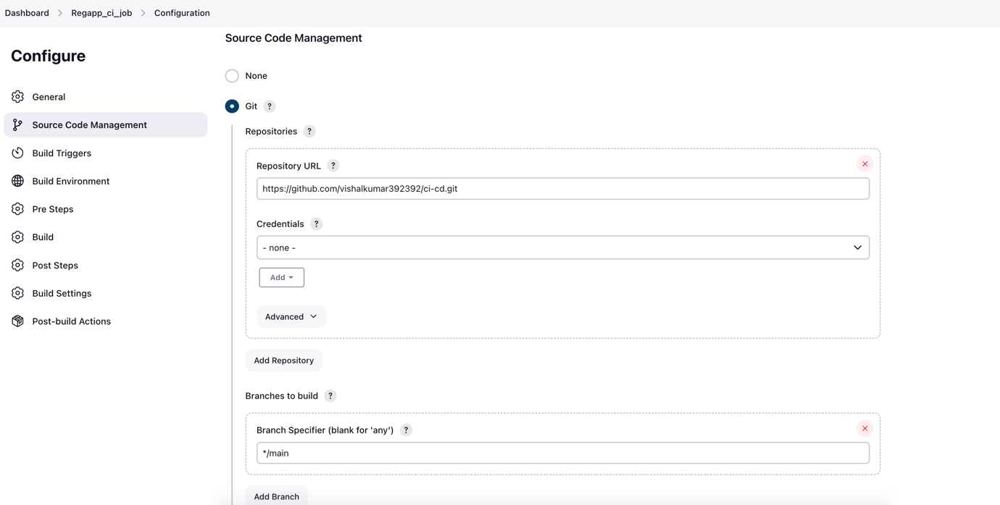 Dashboard > Regapp_ci_job > Configuration
Configure
General
Source Code Management
Build Triggers
Build Environment
Pre Steps
Build
Post Steps
Build Settings
Post-build Actions
Source Code Management
None
Git ?
Repositories ?
Repository URL ?
https://github.com/vishalkumar392392/ci-cd.git
Credentials ?
- none -
Add
Advanced
Add Repository
Branches to build ?
Branch Specifier (blank for 'any') ?
*/main
Add Branch